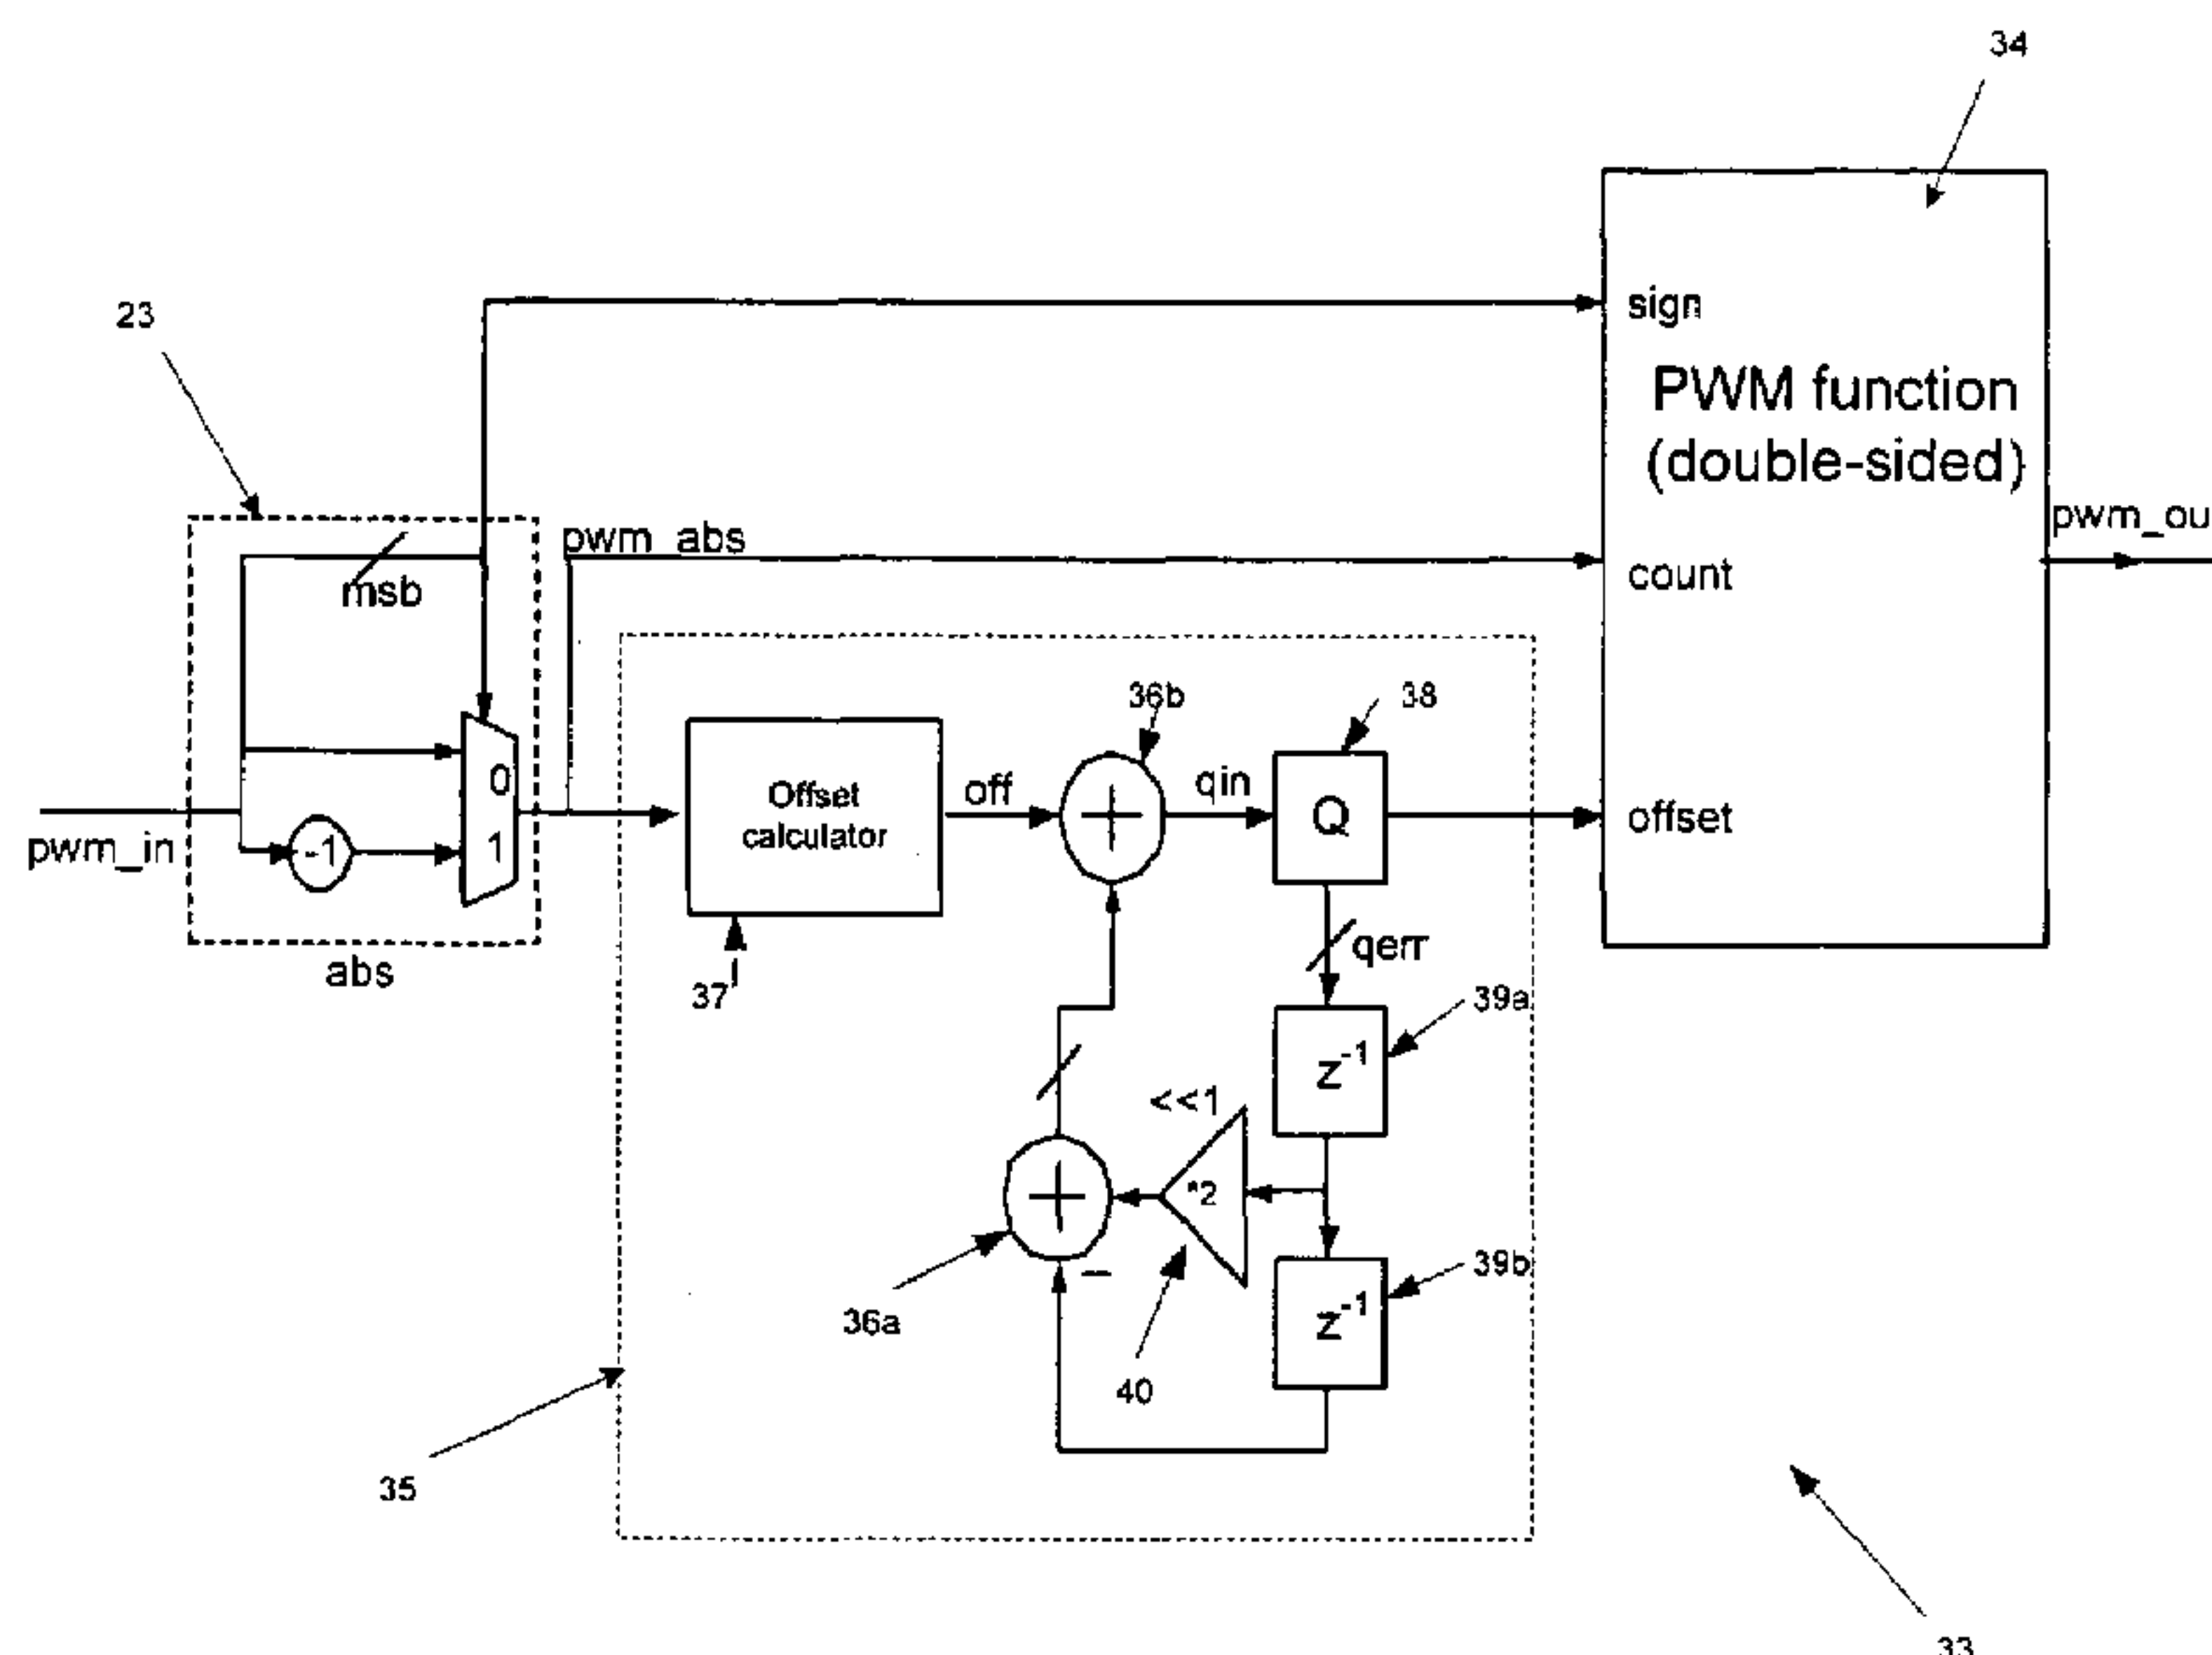 34
23
sign
PWM function
(double-sided)
pwm_abs
pwm_ou
msb
count
36b
38
0
Offset
calculator
off
+
qin
Q
offset
pwm_in
-1
1
abs
37
qerr
39a
z-1
<<1
+
*2
–
36a
39b
z-1
40
35
33